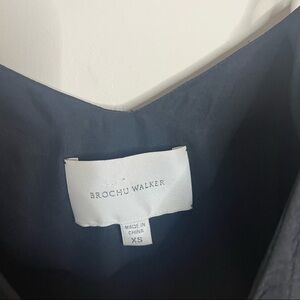 BROCHU WALKER
MADE IN
CHINA
XS